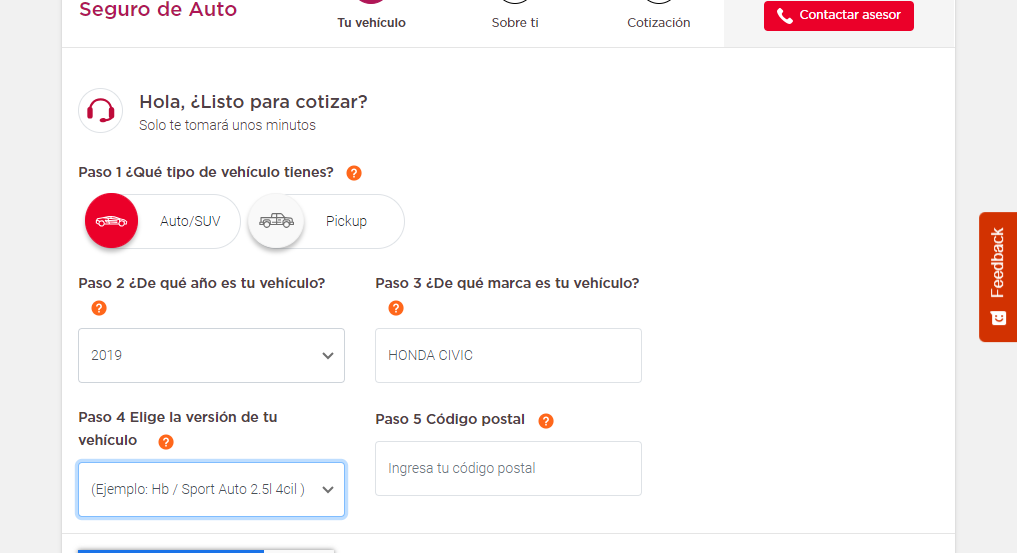 Seguro de Auto
Tu vehículo
Sobre ti
Cotización
Contactar asesor
Hola, ¿Listo para cotizar?
Solo te tomará unos minutos
Paso 1 ¿Qué tipo de vehículo tienes? ?
Auto/SUV
Pickup
Paso 2 ¿De qué año es tu vehículo?
?
2019
Paso 3 ¿De qué marca es tu vehículo?
?
HONDA CIVIC
Paso 4 Elige la versión de tu
vehículo ?
(Ejemplo: Hb / Sport Auto 2.5l 4cil )
Paso 5 Código postal ?
Ingresa tu código postal
Feedback